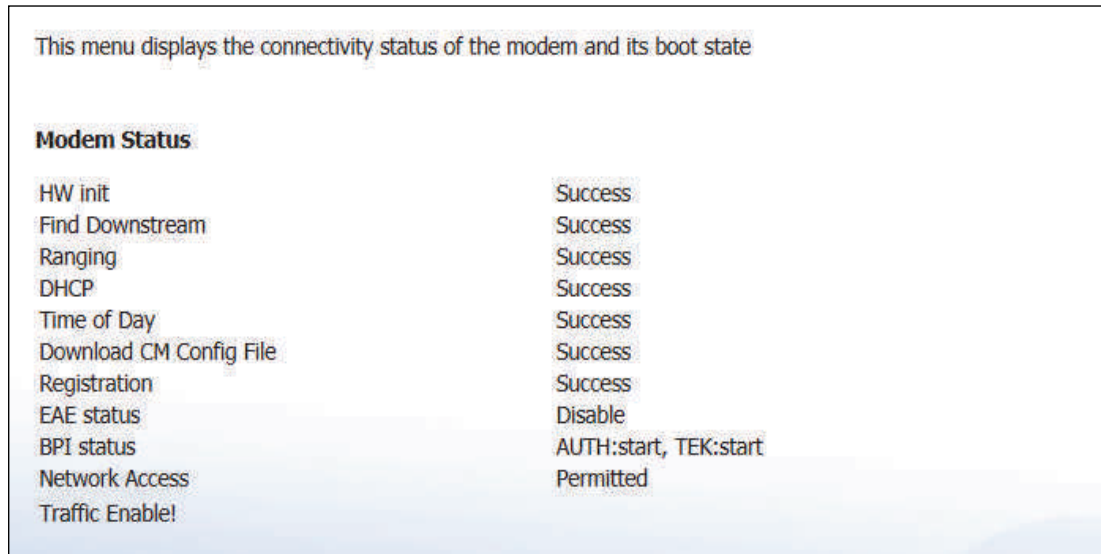 This menu displays the connectivity status of the modem and its boot state
Modem Status
HW init Success
Find Downstream Success
Ranging Success
DHCP Success
Time of Day Success
Download CM Config File Success
Registration Success
EAE status Disable
BPI status AUTH:start, TEK:start
Network Access Permitted
Traffic Enable!